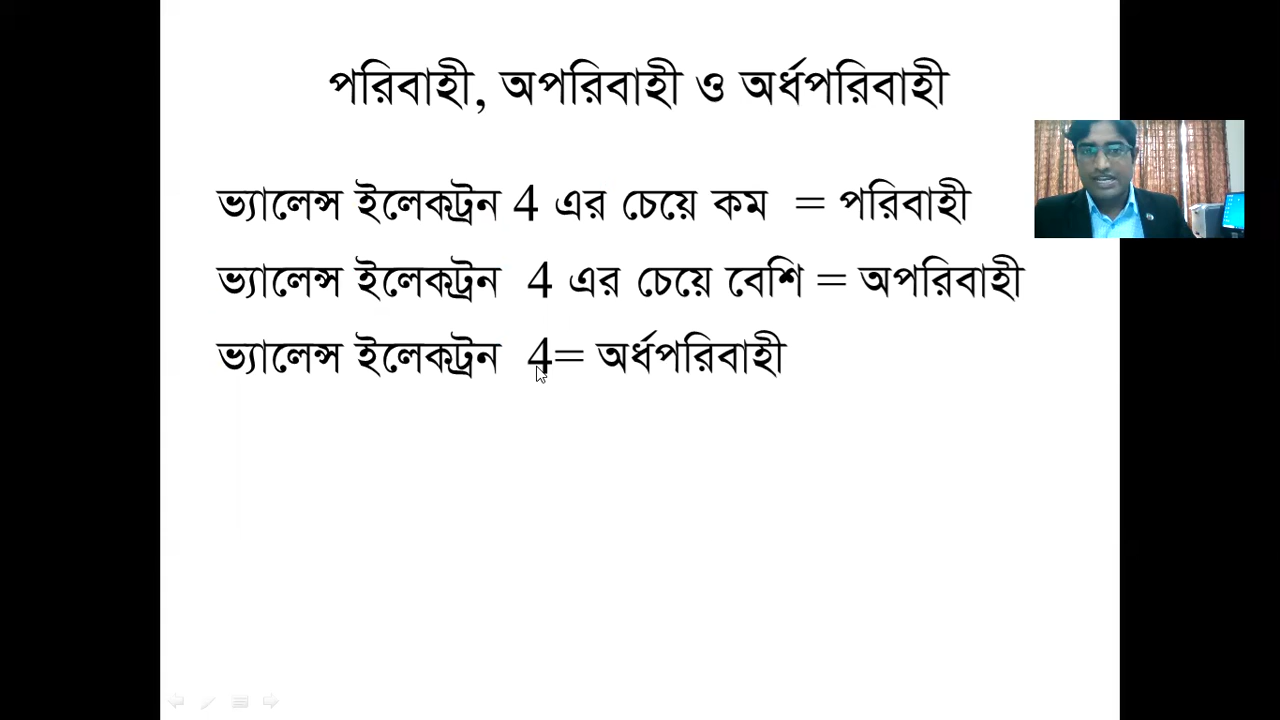 পরিবাহী, অপরিবাহী ও অর্ধপরিবাহী
ভ্যালেন্স ইলেকট্রন 4 এর চেয়ে কম = পরিবাহী
ভ্যালেন্স ইলেকট্রন 4 এর চেয়ে বেশি = অপরিবাহী
ভ্যালেন্স ইলেকট্রন 4= অর্ধপরিবাহী